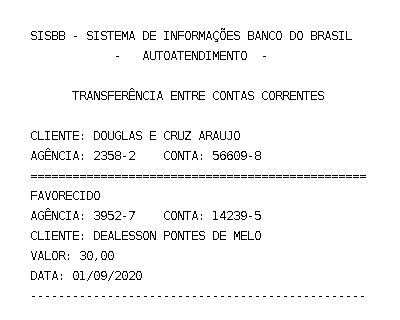 SISBB - SISTEMA DE INFORMAÇÕES BANCO DO BRASIL
- AUTOATENDIMENTO -
TRANSFERÊNCIA ENTRE CONTAS CORRENTES
CLIENTE: DOUGLAS E CRUZ ARAUJO
AGÊNCIA: 2358-2 CONTA: 56609-8
================================================
FAVORECIDO
AGÊNCIA: 3952-7 CONTA: 14239-5
CLIENTE: DEALESSON PONTES DE MELO
VALOR: 30,00
DATA: 01/09/2020
------------------------------------------------